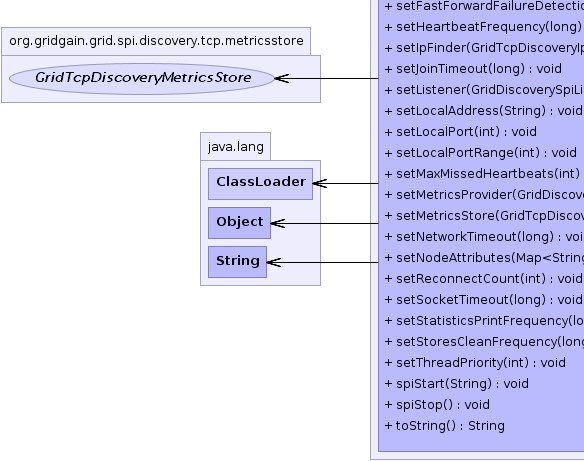 org.gridgain.grid.spi.discovery.tcp.metricsstore
GridTcpDiscoveryMetricsStore
java.lang
ClassLoader
Object
String
+ setFastForwardFailureDetectio
+ setHeartbeatFrequency(long)
+ setIpFinder(GridTcpDiscoveryIp
+ setJoinTimeout(long) : void
+ setListener(GridDiscoverySpiLi
+ setLocalAddress(String) : void
+ setLocalPort(int) : void
+ setLocalPortRange(int) : void
+ setMaxMissedHeartbeats(int)
+ setMetricsProvider(GridDiscov
+ setMetricsStore(GridTcpDiscov
+ setNetworkTimeout(long) : voi
+ setNodeAttributes(Map<String
+ setReconnectCount(int) : void
+ setSocketTimeout(long) : void
+ setStatisticsPrintFrequency(lo
+ setStoresCleanFrequency(long
+ setThreadPriority(int) : void
+ spiStart(String) : void
+ spiStop() : void
+ toString() : String